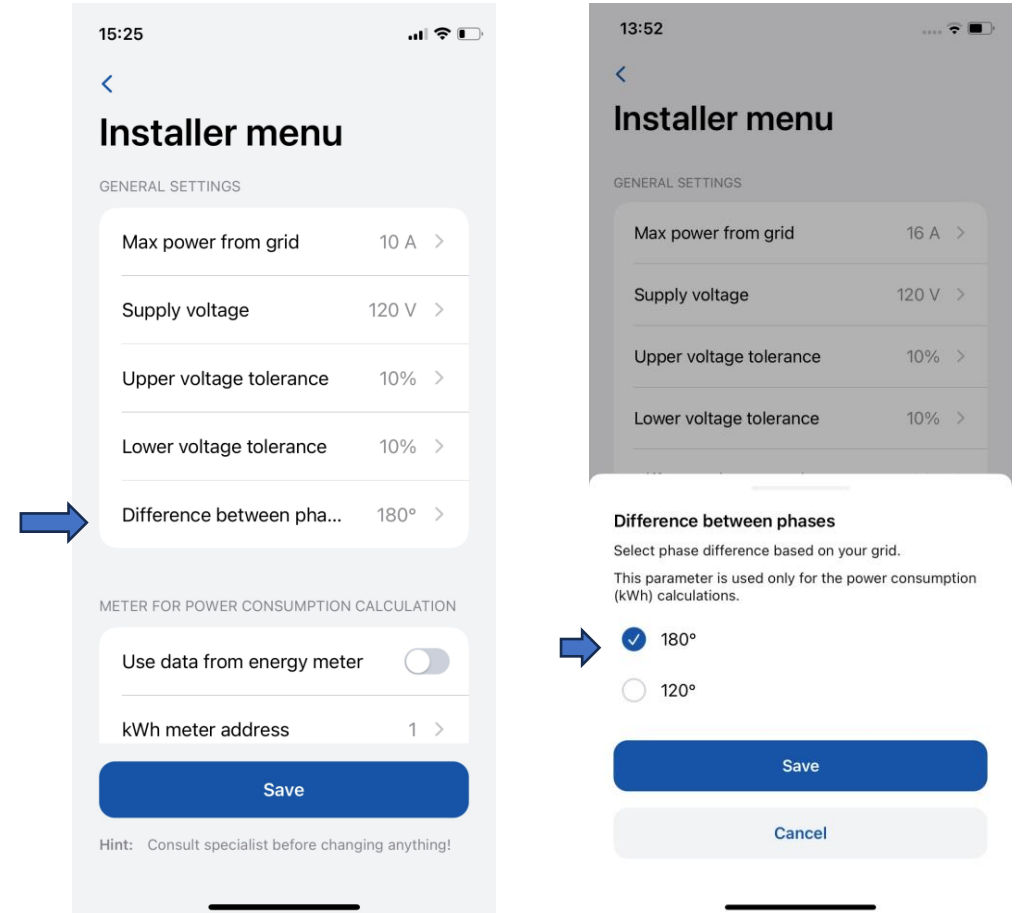 15:25
Installer menu
GENERAL SETTINGS
Max power from grid 10 A
Supply voltage 120 V
Upper voltage tolerance 10%
Lower voltage tolerance 10%
Difference between pha... 180°
METER FOR POWER CONSUMPTION CALCULATION
Use data from energy meter
kWh meter address 1
Save
Hint: Consult specialist before changing anything!
13:52
Installer menu
GENERAL SETTINGS
Max power from grid 16 A
Supply voltage 120 V
Upper voltage tolerance 10%
Lower voltage tolerance 10%
Difference between phases
Select phase difference based on your grid.
This parameter is used only for the power consumption
(kWh) calculations.
180°
120°
Save
Cancel